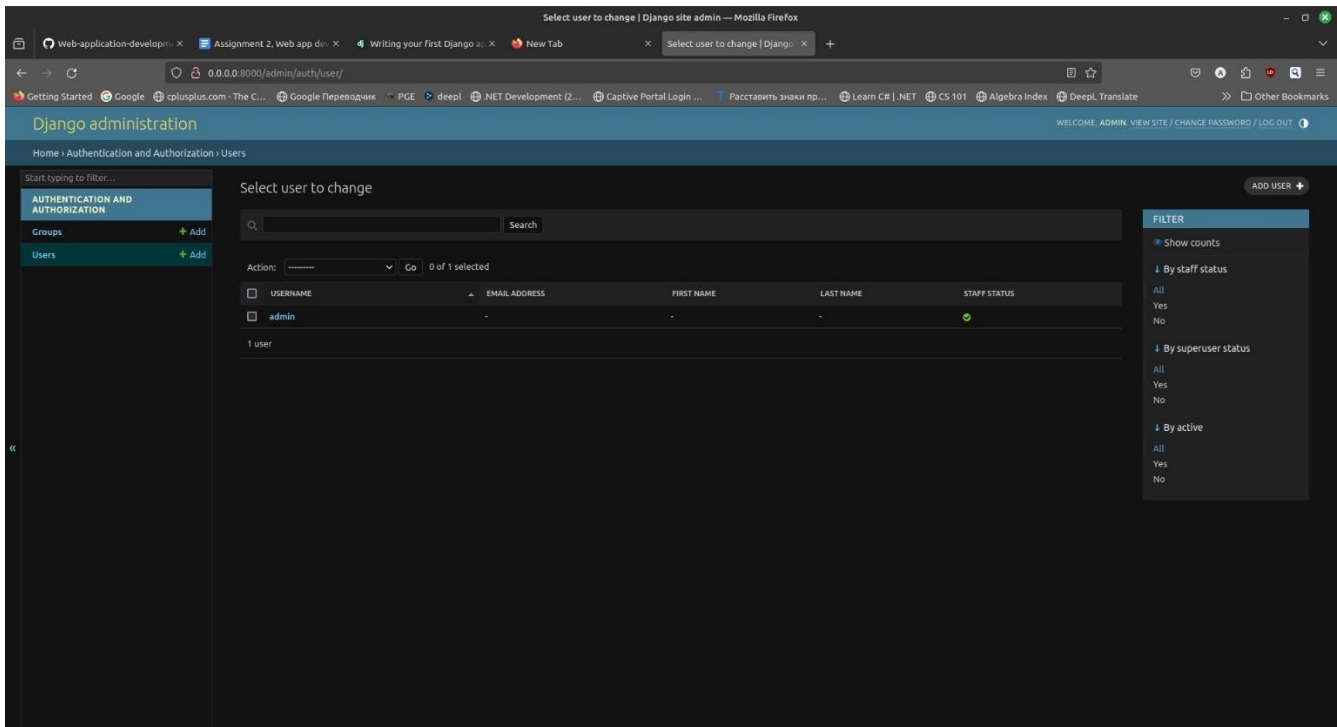 Select user to change | Django site admin — Mozilla Firefox
Web-application-developm Assignment 2, Web app dev Writing your first Django ap New Tab Select user to change | Django
0.0.0.0:8000/admin/auth/user/
Getting Started Google cplusplus.com - The C... Google Переводчик PGE deepl .NET Development (2... Captive Portal Login ... Расставить знаки пр... Learn C# | .NET CS 101 Algebra Index DeepL Translate Other Bookmarks
Django administration
WELCOME, ADMIN. VIEW SITE / CHANGE PASSWORD / LOG OUT
Home › Authentication and Authorization › Users
Start typing to filter...
AUTHENTICATION AND
AUTHORIZATION
Groups + Add
Users + Add
«
Select user to change
ADD USER +
Search
Action: --------- Go 0 of 1 selected
USERNAME EMAIL ADDRESS FIRST NAME LAST NAME STAFF STATUS
admin - - -
1 user
FILTER
Show counts
↓ By staff status
All
Yes
No
↓ By superuser status
All
Yes
No
↓ By active
All
Yes
No